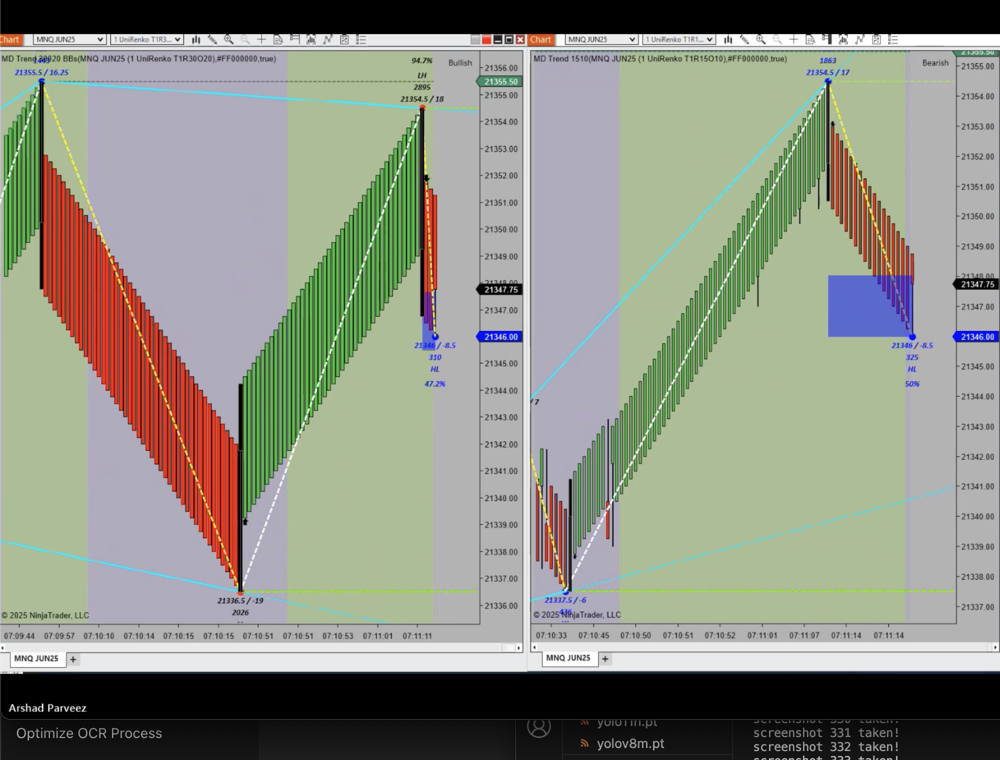 Chart
MNQ JUN25
1 UniRenko T1R3...
MD Trend 3020 BBs(MNQ JUN25 (1 UniRenko T1R30O20),#FF000000,true)
Bullish
21355.5 / 16.25
94.7%
LH
2895
21354.5 / 18
21346 / -8.5
310
HL
47.2%
21336.5 / -19
2026
21356.00
21355.50
21355.00
21354.00
21353.00
21352.00
21351.00
21350.00
21349.00
21347.75
21347.00
21346.00
21345.00
21344.00
21343.00
21342.00
21341.00
21340.00
21339.00
21338.00
21337.00
21336.00
© 2025 NinjaTrader, LLC
07:09:44 07:09:57 07:10:10 07:10:14 07:10:15 07:10:15 07:10:51 07:10:53 07:11:01 07:11:11
MNQ JUN25 +
Chart
MNQ JUN25
1 UniRenko T1R1...
MD Trend 1510(MNQ JUN25 (1 UniRenko T1R15O10),#FF000000,true)
Bearish
1863
21354.5 / 17
/ 7
21346 / -8.5
325
HL
50%
21337.5 / -6
21355.50
21355.00
21354.00
21353.00
21352.00
21351.00
21350.00
21349.00
21348.00
21347.75
21347.00
21346.00
21345.00
21344.00
21343.00
21342.00
21341.00
21340.00
21339.00
21338.00
21337.00
© 2025 NinjaTrader, LLC
07:10:33 07:10:45 07:10:50 07:10:51 07:10:52 07:11:01 07:11:07 07:11:14 07:11:14
MNQ JUN25 +
Arshad Parveez
Optimize OCR Process
yolo11n.pt
yolov8m.pt
screenshot 330 taken!
screenshot 331 taken!
screenshot 332 taken!
screenshot 333 taken!